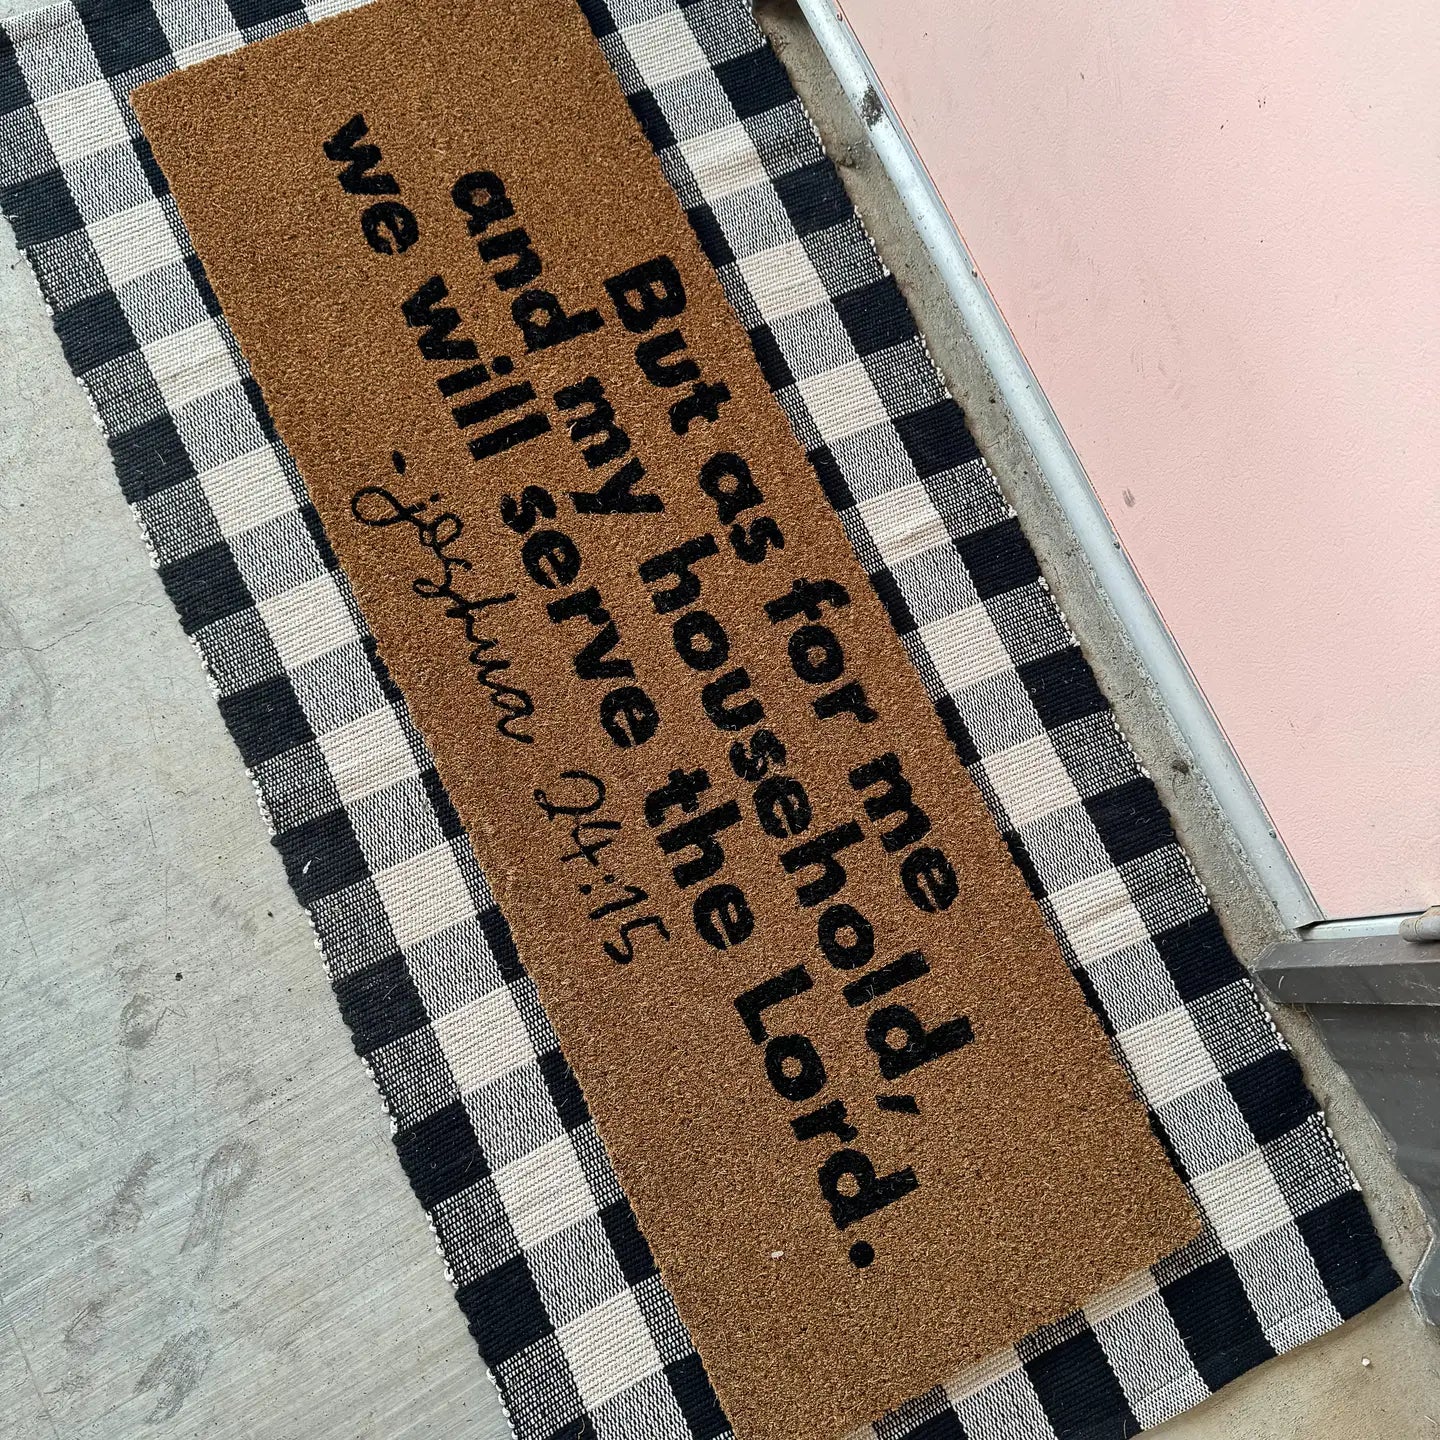 But as for me
and my household,
we will serve the Lord.
- Joshua 24:15